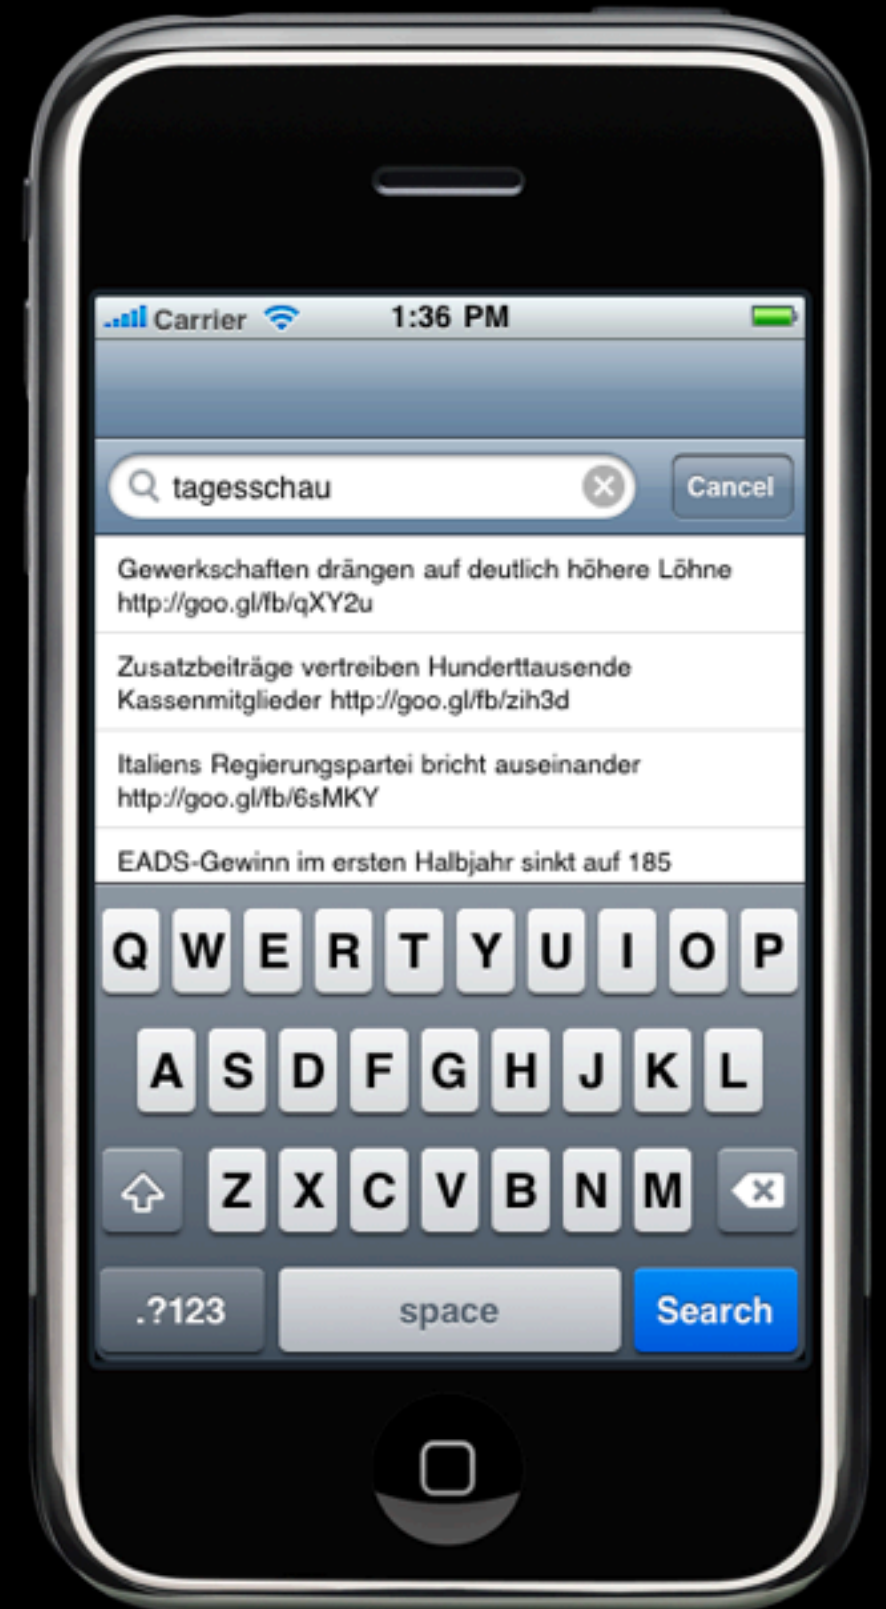 Carrier 1:36 PM
tagesschau Cancel
Gewerkschaften drängen auf deutlich höhere Löhne
http://goo.gl/fb/qXY2u
Zusatzbeiträge vertreiben Hunderttausende
Kassenmitglieder http://goo.gl/fb/zih3d
Italiens Regierungspartei bricht auseinander
http://goo.gl/fb/6sMKY
EADS-Gewinn im ersten Halbjahr sinkt auf 185
Q W E R T Y U I O P
A S D F G H J K L
Z X C V B N M
.?123 space Search